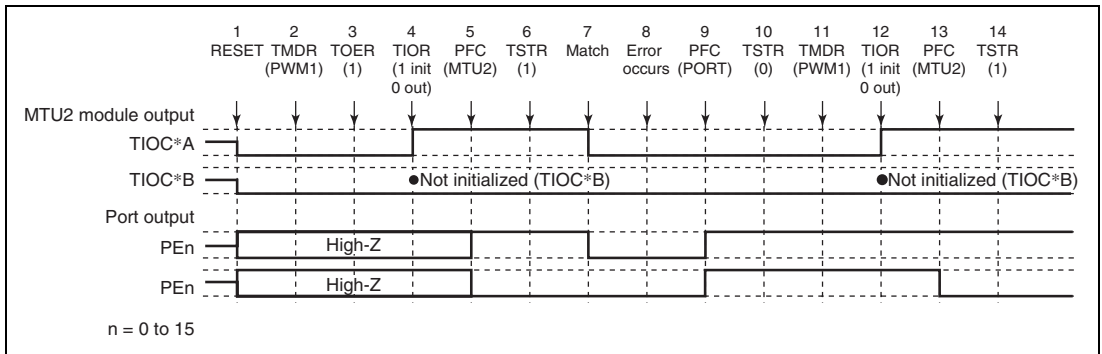 1 2 3 4 5 6 7 8 9 10 11 12 13 14
RESET TMDR TOER TIOR PFC TSTR Match Error PFC TSTR TMDR TIOR PFC TSTR
(PWM1) (1) (1 init (MTU2) (1) occurs (PORT) (0) (PWM1) (1 init (MTU2) (1)
0 out) 0 out)
MTU2 module output
TIOC*A
TIOC*B ●Not initialized (TIOC*B) ●Not initialized (TIOC*B)
Port output
PEn High-Z
PEn High-Z
n = 0 to 15